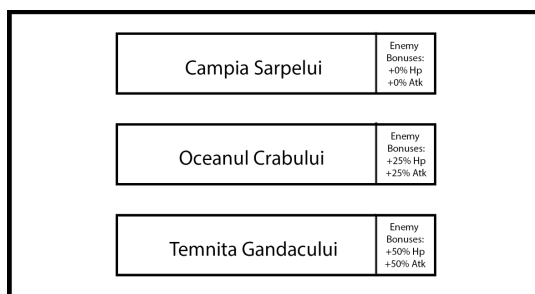 Campia Sarpelui
Enemy
Bonuses:
+0% Hp
+0% Atk
Oceanul Crabului
Enemy
Bonuses:
+25% Hp
+25% Atk
Temnita Gandacului
Enemy
Bonuses:
+50% Hp
+50% Atk